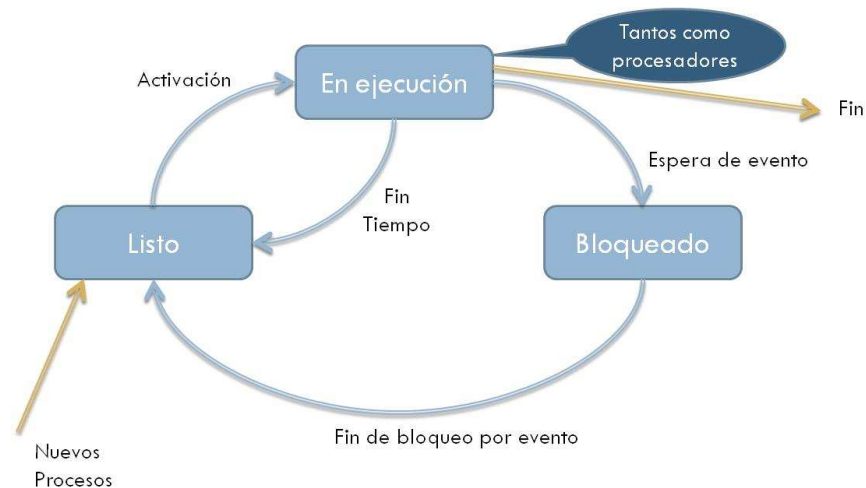 Tantos como
procesadores
Activación
En ejecución
Fin
Espera de evento
Fin
Tiempo
Listo
Bloqueado
Fin de bloqueo por evento
Nuevos
Procesos